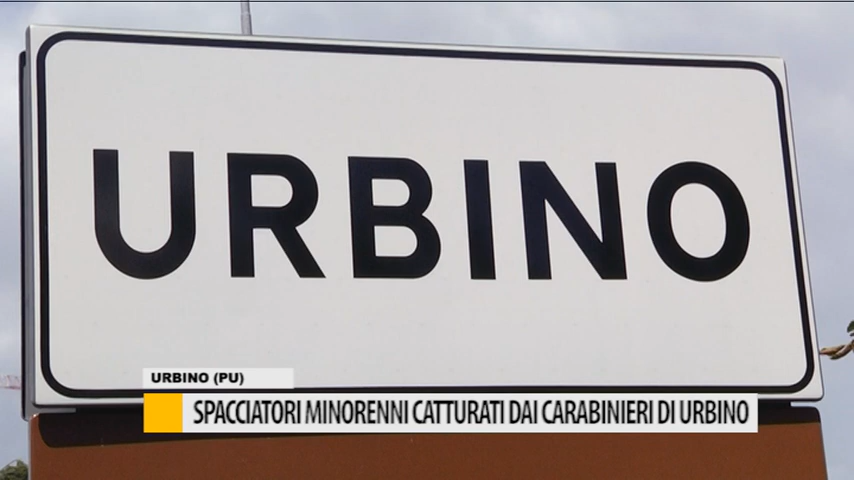 URBINO
URBINO (PU)
SPACCIATORI MINORENNI CATTURATI DAI CARABINIERI DI URBINO